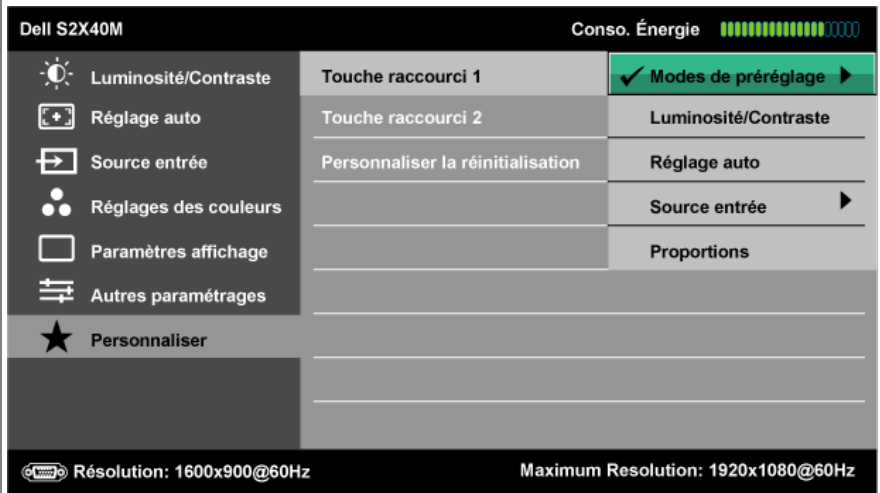 Dell S2X40M
Conso. Énergie
Luminosité/Contraste
Réglage auto
Source entrée
Réglages des couleurs
Paramètres affichage
Autres paramétrages
Personnaliser
Touche raccourci 1
Touche raccourci 2
Personnaliser la réinitialisation
Modes de préréglage
Luminosité/Contraste
Réglage auto
Source entrée
Proportions
Résolution: 1600x900@60Hz
Maximum Resolution: 1920x1080@60Hz